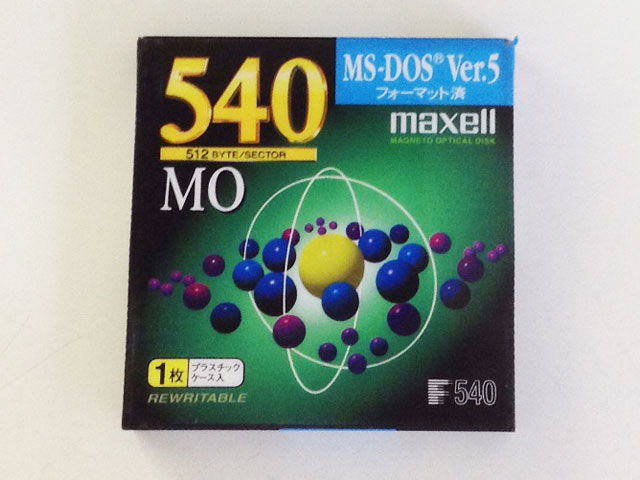 540
512 BYTE/SECTOR
MO
MS-DOS® Ver.5
フォーマット済
maxell
MAGNETO OPTICAL DISK
1枚
プラスチック
ケース入
REWRITABLE
540